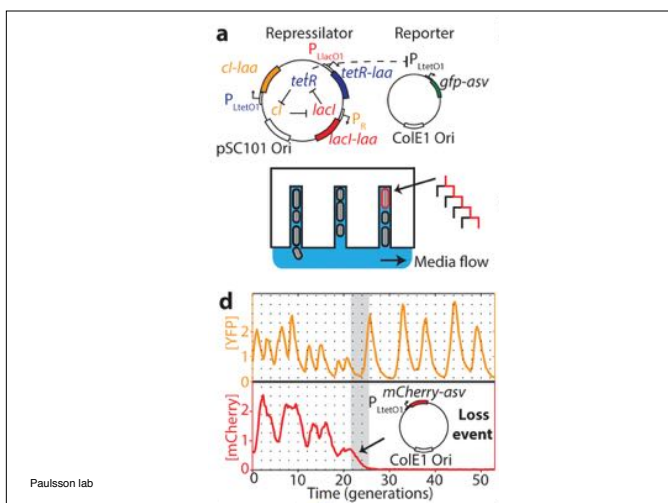 a
Repressilator
Reporter
PLlacO1
PLtetO1
cI-laa
tetR
tetR-laa
gfp-asv
PLtetO1
cI
lacI
PR
lacI-laa
pSC101 Ori
ColE1 Ori
Media flow
d
[YFP]
2
1
0
mCherry-asv
PLtetO1
[mCherry]
2
1
0
Loss
event
ColE1 Ori
0 10 20 30 40 50
Time (generations)
Paulsson lab